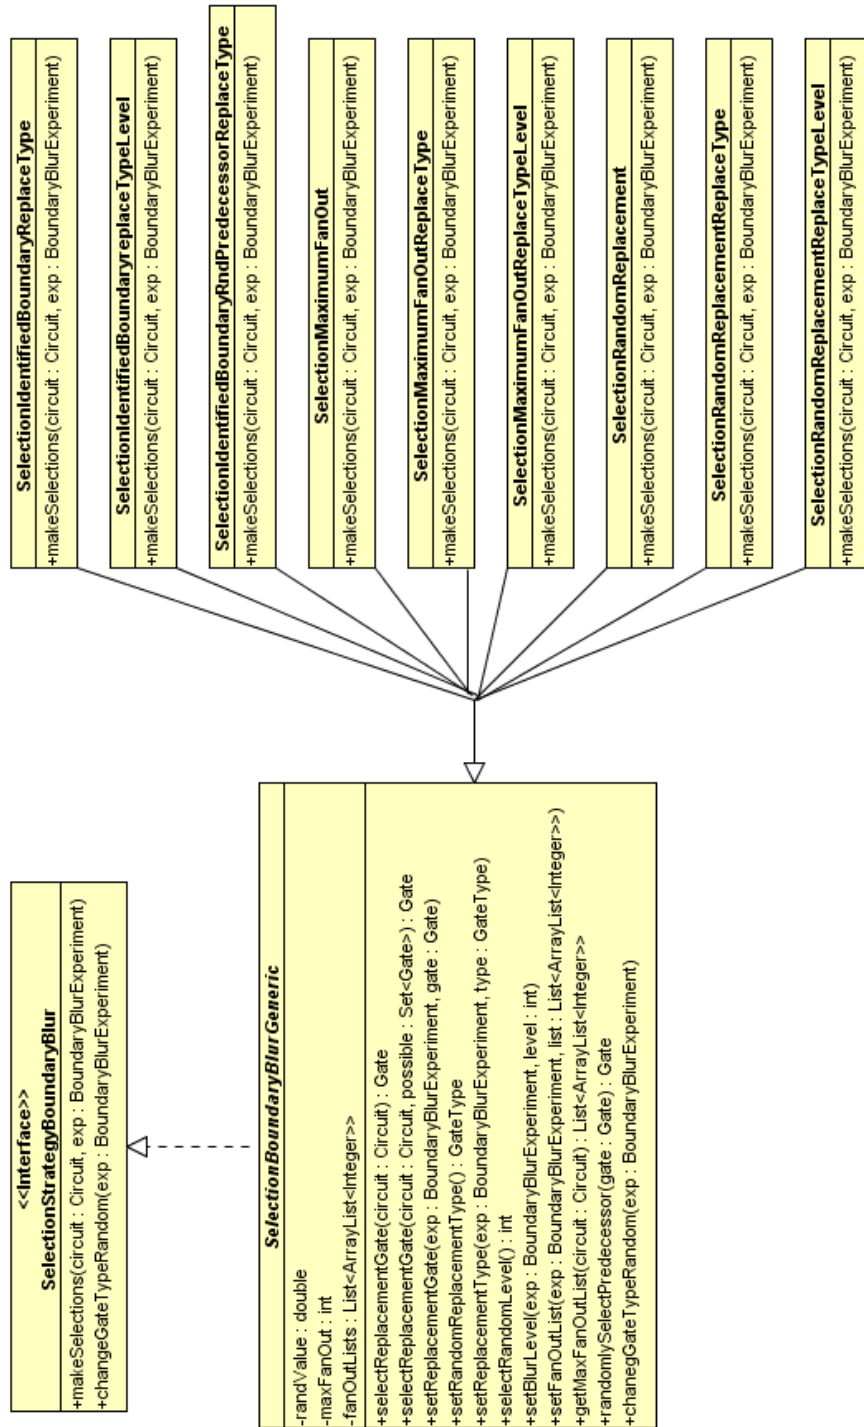 <<Interface>>
SelectionStrategyBoundaryBlur
+makeSelections(circuit : Circuit, exp : BoundaryBlurExperiment)
+changeGateTypeRandom(exp : BoundaryBlurExperiment)
SelectionBoundaryBlurGeneric
-randValue : double
-maxFanOut : int
-fanOutLists : List<ArrayList<Integer>>
+selectReplacementGate(circuit : Circuit) : Gate
+selectReplacementGate(circuit : Circuit, possible : Set<Gate>) : Gate
+setReplacementGate(exp : BoundaryBlurExperiment, gate : Gate)
+setRandomReplacementType() : GateType
+setReplacementType(exp : BoundaryBlurExperiment, type : GateType)
+selectRandomLevel() : int
+setBlurLevel(exp : BoundaryBlurExperiment, level : int)
+setFanOutList(exp : BoundaryBlurExperiment, list : List<ArrayList<Integer>>)
+getMaxFanOutList(circuit : Circuit) : List<ArrayList<Integer>>
+randomlySelectPredecessor(gate : Gate) : Gate
+chanegGateTypeRandom(exp : BoundaryBlurExperiment)
SelectionIdentifiedBoundaryReplaceType
+makeSelections(circuit : Circuit, exp : BoundaryBlurExperiment)
SelectionIdentifiedBoundaryreplaceTypeLevel
+makeSelections(circuit : Circuit, exp : BoundaryBlurExperiment)
SelectionIdentifiedBoundaryRndPredecessorReplaceType
+makeSelections(circuit : Circuit, exp : BoundaryBlurExperiment)
SelectionMaximumFanOut
+makeSelections(circuit : Circuit, exp : BoundaryBlurExperiment)
SelectionMaximumFanOutReplaceType
+makeSelections(circuit : Circuit, exp : BoundaryBlurExperiment)
SelectionMaximumFanOutReplaceTypeLevel
+makeSelections(circuit : Circuit, exp : BoundaryBlurExperiment)
SelectionRandomReplacement
+makeSelections(circuit : Circuit, exp : BoundaryBlurExperiment)
SelectionRandomReplacementReplaceType
+makeSelections(circuit : Circuit, exp : BoundaryBlurExperiment)
SelectionRandomReplacementReplaceTypeLevel
+makeSelections(circuit : Circuit, exp : BoundaryBlurExperiment)